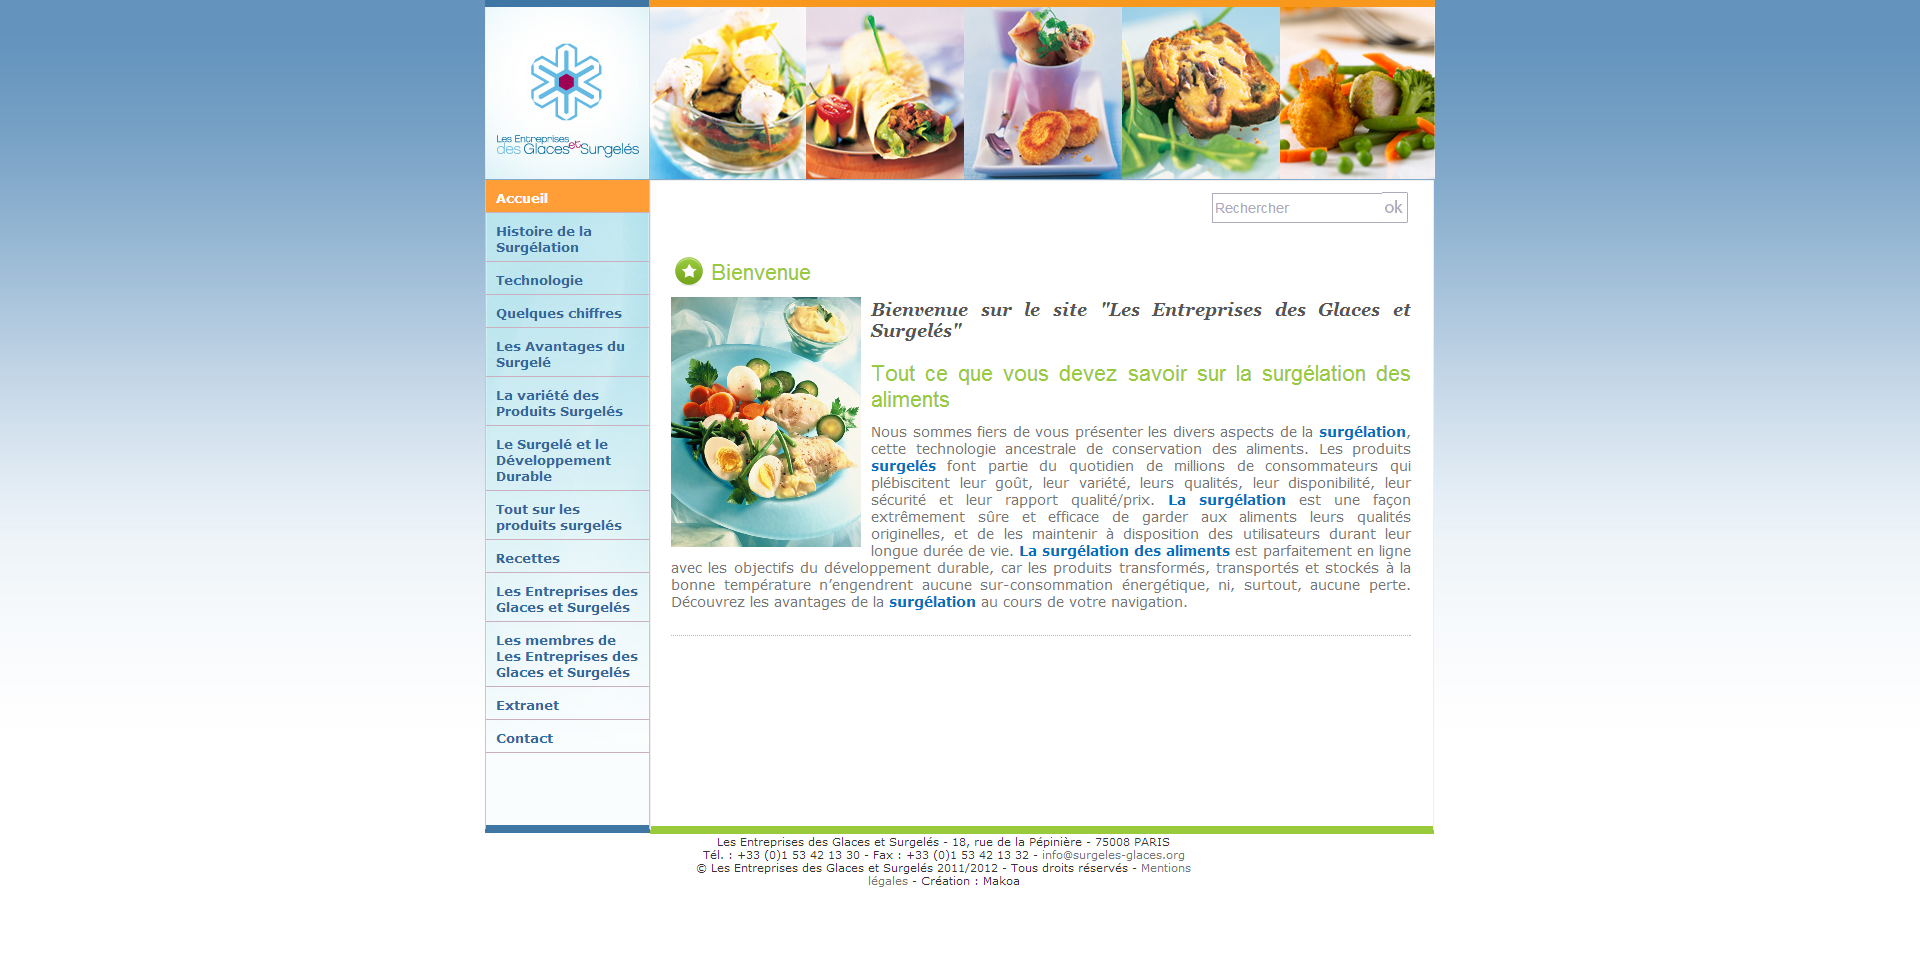 Les Entreprises
des Glaces et Surgelés
Accueil
Histoire de la
Surgélation
Technologie
Quelques chiffres
Les Avantages du
Surgelé
La variété des
Produits Surgelés
Le Surgelé et le
Développement
Durable
Tout sur les
produits surgelés
Recettes
Les Entreprises des
Glaces et Surgelés
Les membres de
Les Entreprises des
Glaces et Surgelés
Extranet
Contact
Rechercher ok
Bienvenue
Bienvenue sur le site "Les Entreprises des Glaces et
Surgelés"
Tout ce que vous devez savoir sur la surgélation des
aliments
Nous sommes fiers de vous présenter les divers aspects de la surgélation,
cette technologie ancestrale de conservation des aliments. Les produits
surgelés font partie du quotidien de millions de consommateurs qui
plébiscitent leur goût, leur variété, leurs qualités, leur disponibilité, leur
sécurité et leur rapport qualité/prix. La surgélation est une façon
extrêmement sûre et efficace de garder aux aliments leurs qualités
originelles, et de les maintenir à disposition des utilisateurs durant leur
longue durée de vie. La surgélation des aliments est parfaitement en ligne
avec les objectifs du développement durable, car les produits transformés, transportés et stockés à la
bonne température n’engendrent aucune sur-consommation énergétique, ni, surtout, aucune perte.
Découvrez les avantages de la surgélation au cours de votre navigation.
Les Entreprises des Glaces et Surgelés - 18, rue de la Pépinière - 75008 PARIS
Tél. : +33 (0)1 53 42 13 30 - Fax : +33 (0)1 53 42 13 32 - info@surgeles-glaces.org
© Les Entreprises des Glaces et Surgelés 2011/2012 - Tous droits réservés - Mentions
légales - Création : Makoa